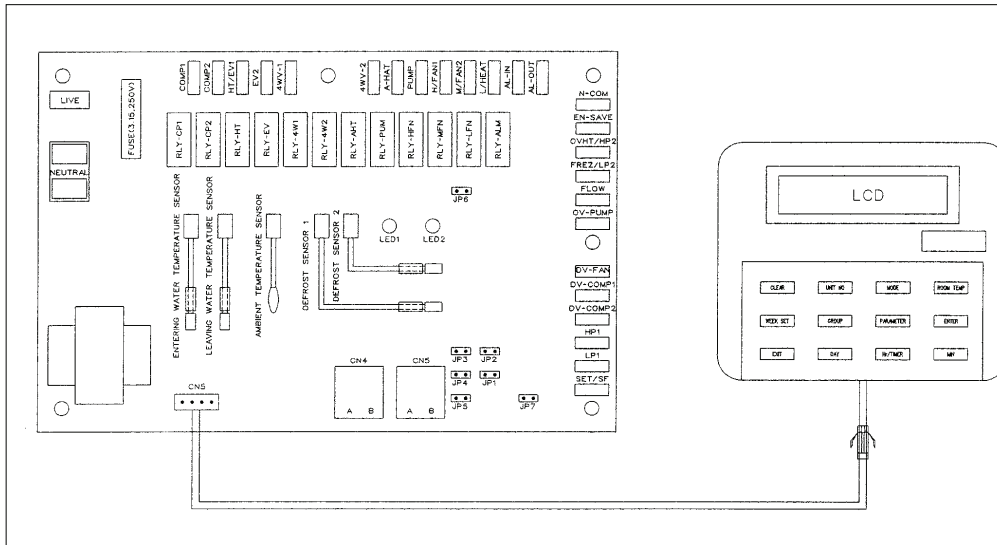 COMP1
COMP2
HT/EV1
EV2
4WV-1
4WV-2
A-HAT
PUMP
H/FAN1
M/FAN2
L/HEAT
AL-IN
AL-OUT
LIVE
FUSE(3.15,250V)
NEUTRAL
RLY-CP1
RLY-CP2
RLY-HT
RLY-EV
RLY-4W1
RLY-4W2
RLY-AHT
RLY-PUM
RLY-HFN
RLY-MFN
RLY-LFN
RLY-ALM
N-COM
EN-SAVE
OVHT/HP2
FREZ/LP2
FLOW
OV-PUMP
OV-FAN
OV-COMP1
OV-COMP2
HP1
LP1
SET/SF
JP6
LED1
LED2
ENTERING WATER TEMPERATURE SENSOR
LEAVING WATER TEMPERATURE SENSOR
AMBIENT TEMPERATURE SENSOR
DEFROST SENSOR 1
DEFROST SENSOR 2
CNS
CN4
A B
CN5
A B
JP3
JP2
JP4
JP1
JP5
JP7
LCD
CLEAR
UNIT NO
MODE
ROOM TEMP
WEEK SET
GROUP
PARAMETER
ENTER
EXIT
DAY
Hr/TIMER
MIN